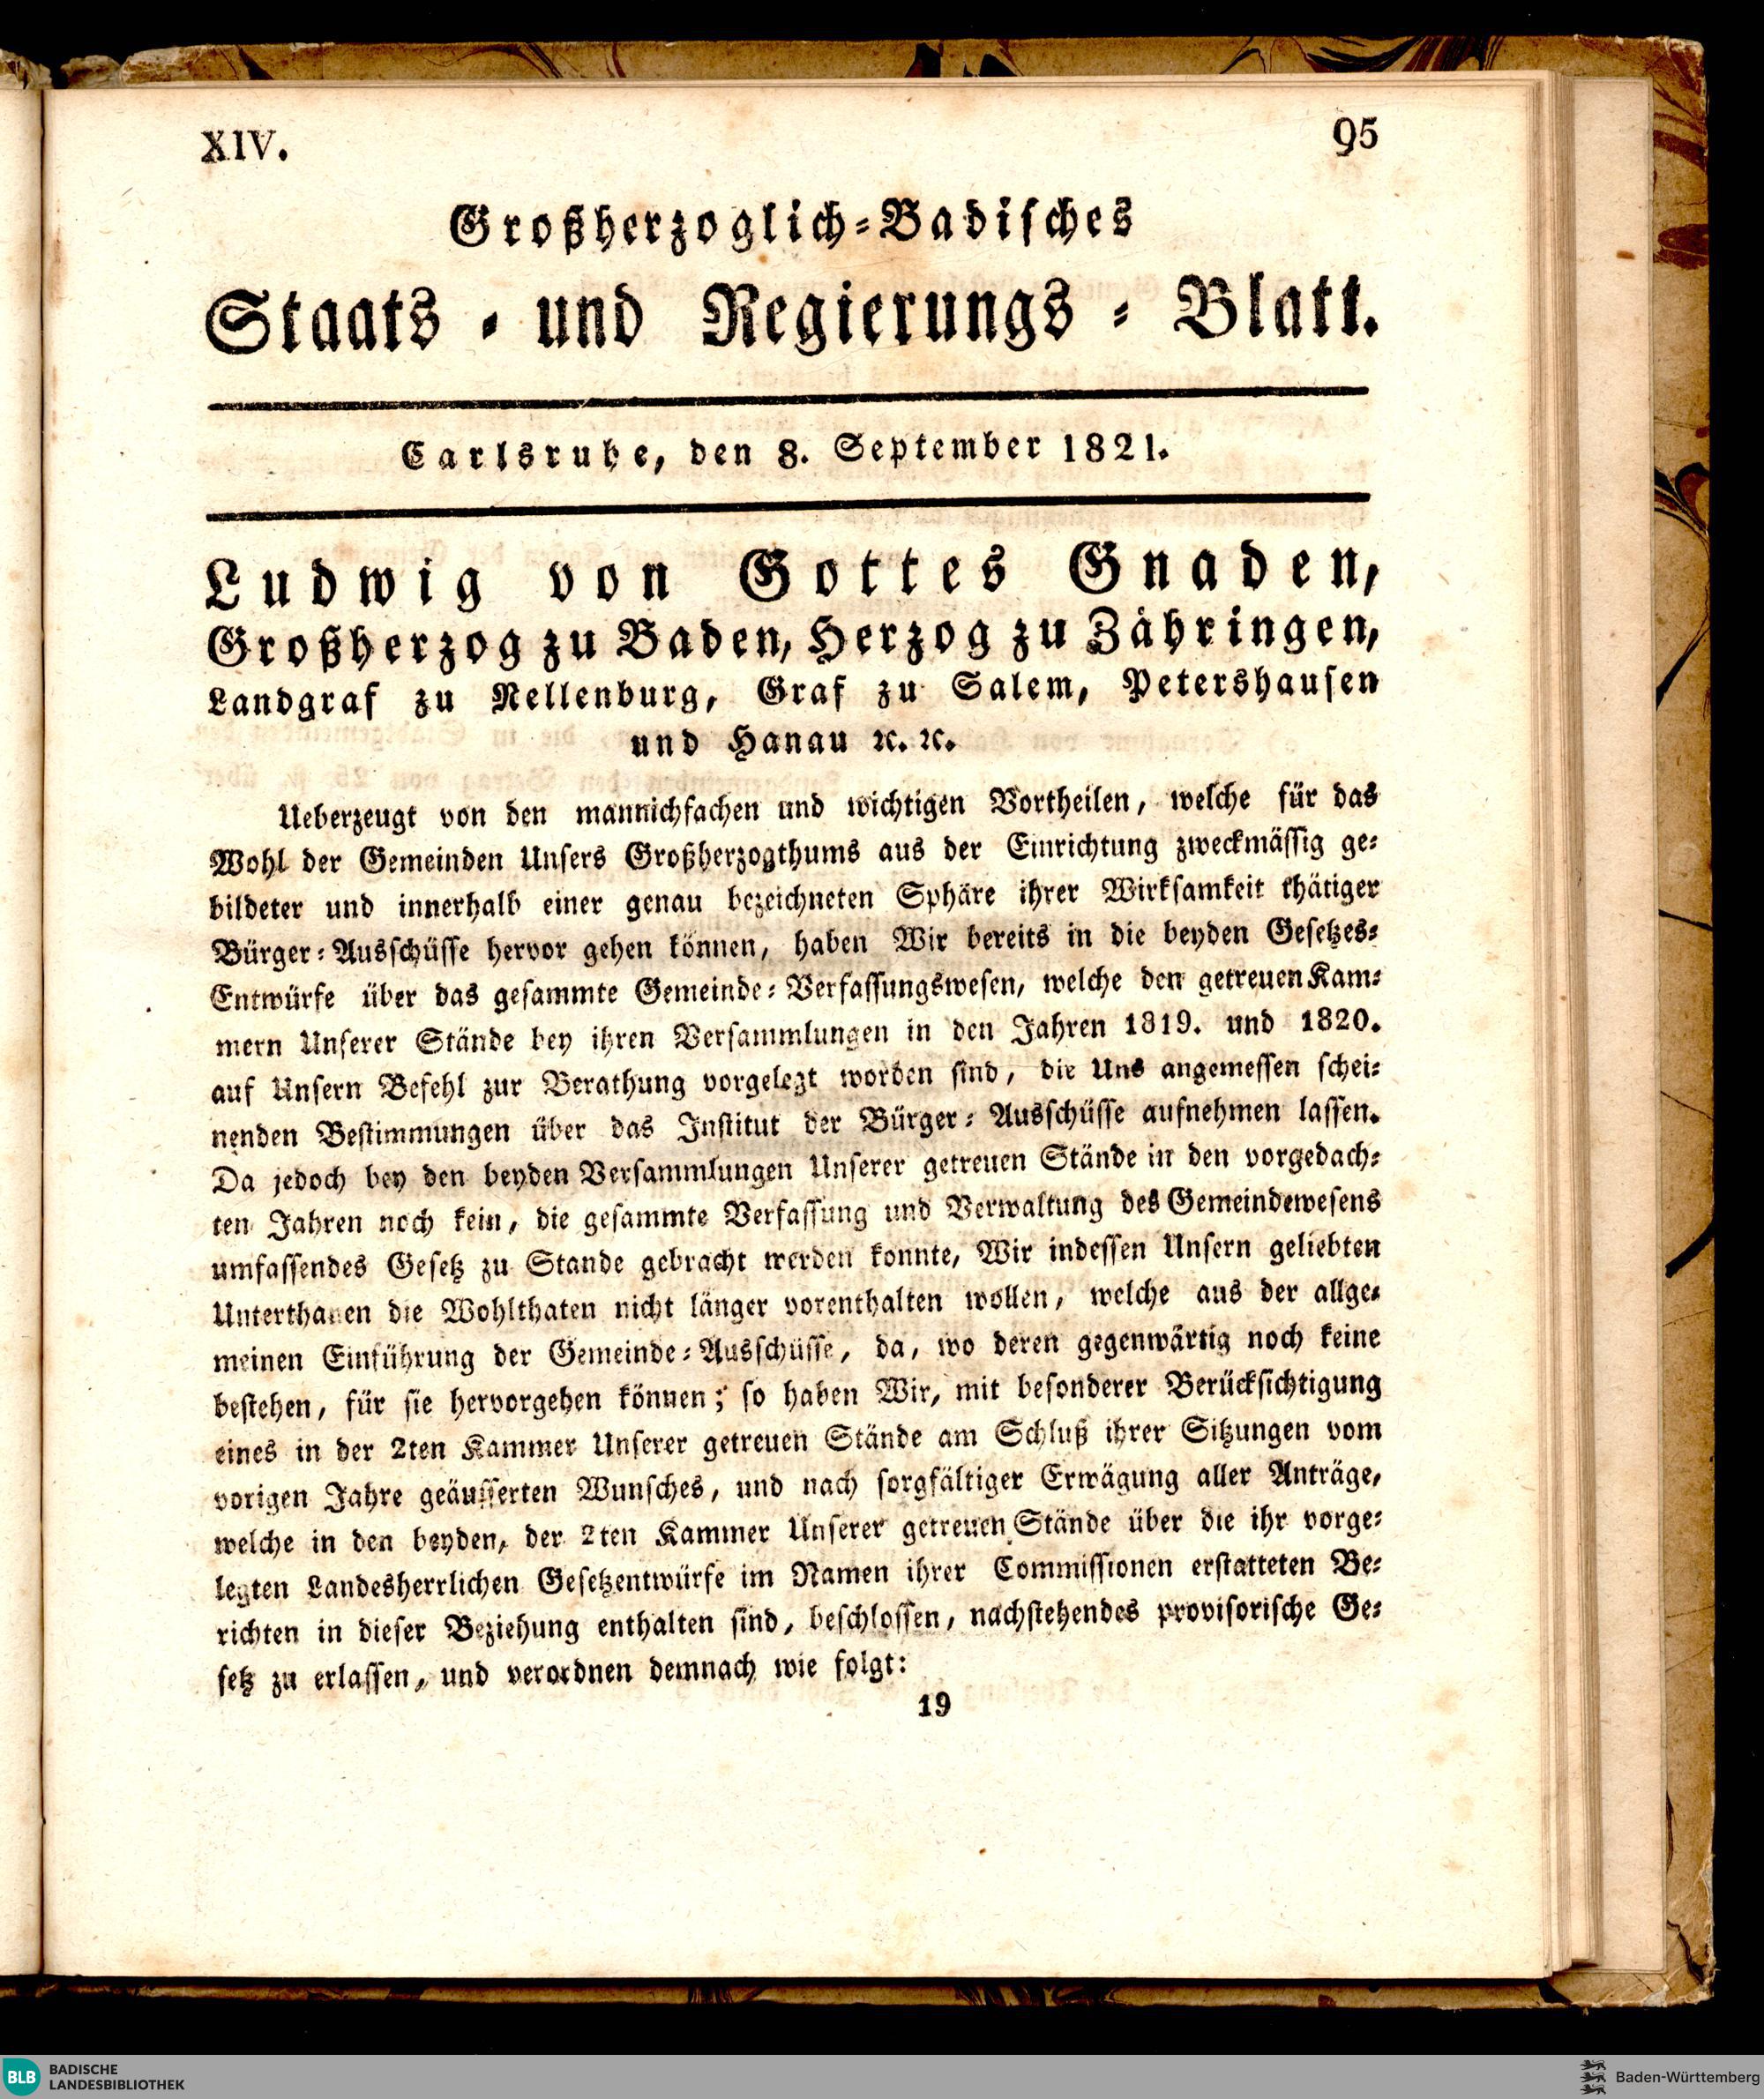 XIV.
95
Großherzoglich-Badisches
Staats- und Regierungs-Blatt.
Carlsruhe, den 8. September 1821.
Ludwig von Gottes Gnaden,
Großherzog zu Baden, Herzog zu Zähringen,
Landgraf zu Nellenburg, Graf zu Salem, Petershausen
und Hanau ꝛc. ꝛc.
Ueberzeugt von den mannichfachen und wichtigen Vortheilen, welche für das
Wohl der Gemeinden Unsers Großherzogthums aus der Einrichtung zweckmässig ge-
bildeter und innerhalb einer genau bezeichneten Sphäre ihrer Wirksamkeit thätiger
Bürger-Ausschüsse hervor gehen können, haben Wir bereits in die beyden Gesetzes-
Entwürfe über das gesammte Gemeinde-Verfassungswesen, welche den getreuen Kam-
mern Unserer Stände bey ihren Versammlungen in den Jahren 1819. und 1820.
auf Unsern Befehl zur Berathung vorgelegt worden sind, die Uns angemessen schei-
nenden Bestimmungen über das Institut der Bürger-Ausschüsse aufnehmen lassen.
Da jedoch bey den beyden Versammlungen Unserer getreuen Stände in den vorgedach-
ten Jahren noch kein, die gesammte Verfassung und Verwaltung des Gemeindewesens
umfassendes Gesetz zu Stande gebracht werden konnte, Wir indessen Unsern geliebten
Unterthanen die Wohlthaten nicht länger vorenthalten wollen, welche aus der allge-
meinen Einführung der Gemeinde-Ausschüsse, da, wo deren gegenwärtig noch keine
bestehen, für sie hervorgehen können; so haben Wir, mit besonderer Berücksichtigung
eines in der 2ten Kammer Unserer getreuen Stände am Schluß ihrer Sitzungen vom
vorigen Jahre geäusserten Wunsches, und nach sorgfältiger Erwägung aller Anträge,
welche in den beyden, der 2ten Kammer Unserer getreuen Stände über die ihr vorge-
legten Landesherrlichen Gesetzentwürfe im Namen ihrer Commissionen erstatteten Be-
richten in dieser Beziehung enthalten sind, beschlossen, nachstehendes provisorische Ge-
setz zu erlassen, und verordnen demnach wie folgt:
19
BLB BADISCHE
LANDESBIBLIOTHEK
Baden-Württemberg